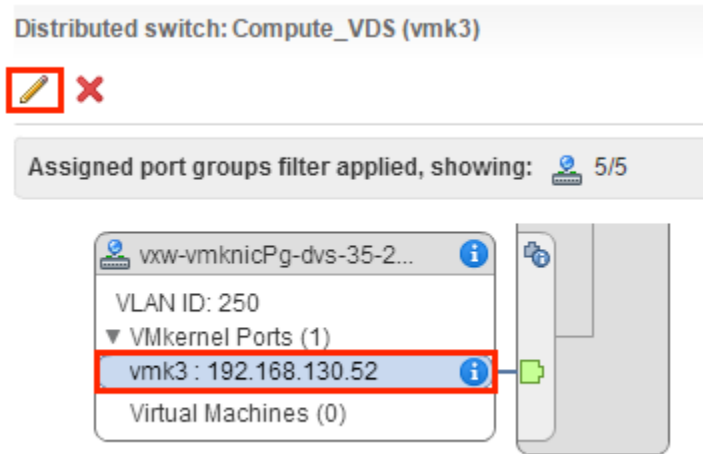 Distributed switch: Compute_VDS (vmk3)
Assigned port groups filter applied, showing: 5/5
vxw-vmknicPg-dvs-35-2...
VLAN ID: 250
VMkernel Ports (1)
vmk3 : 192.168.130.52
Virtual Machines (0)